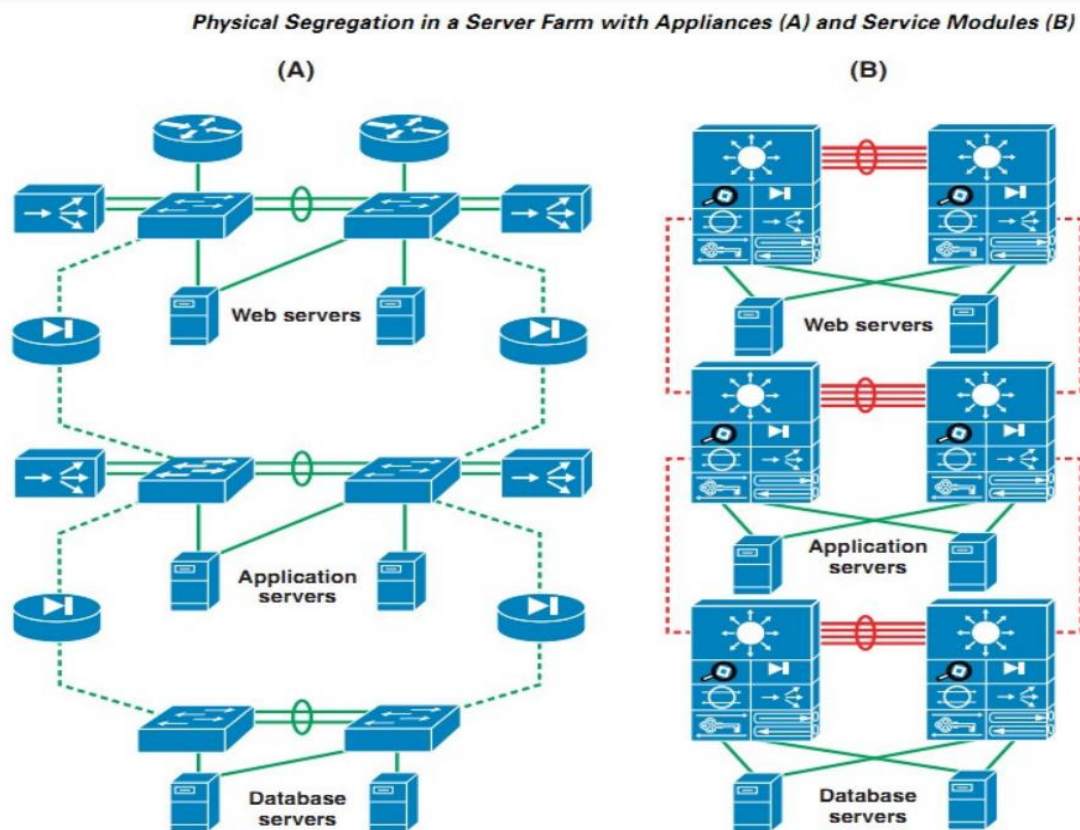 Physical Segregation in a Server Farm with Appliances (A) and Service Modules (B)
(A)
(B)
Web servers
Web servers
Application
servers
Application
servers
Database
servers
Database
servers